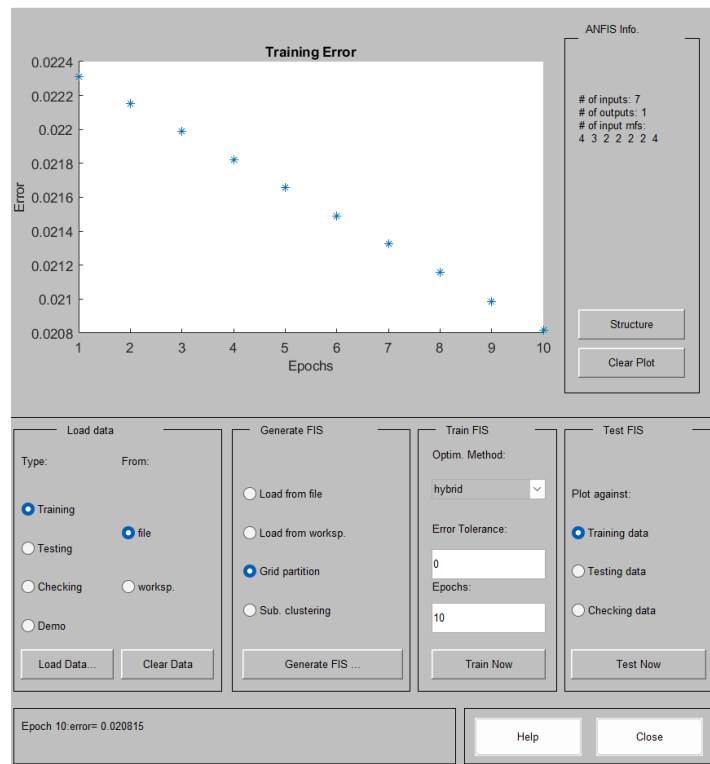 ANFIS Info.
Training Error
0.0224
0.0222
0.022
0.0218
0.0216
0.0214
0.0212
0.021
0.0208
Error
1 2 3 4 5 6 7 8 9 10
Epochs
# of inputs: 7
# of outputs: 1
# of input mfs:
4 3 2 2 2 2 4
Structure
Clear Plot
Load data
Type:
From:
Training
Testing
Checking
Demo
file
worksp.
Load Data...
Clear Data
Generate FIS
Load from file
Load from worksp.
Grid partition
Sub. clustering
Generate FIS ...
Train FIS
Optim. Method:
hybrid
Error Tolerance:
0
Epochs:
10
Train Now
Test FIS
Plot against:
Training data
Testing data
Checking data
Test Now
Epoch 10:error= 0.020815
Help
Close